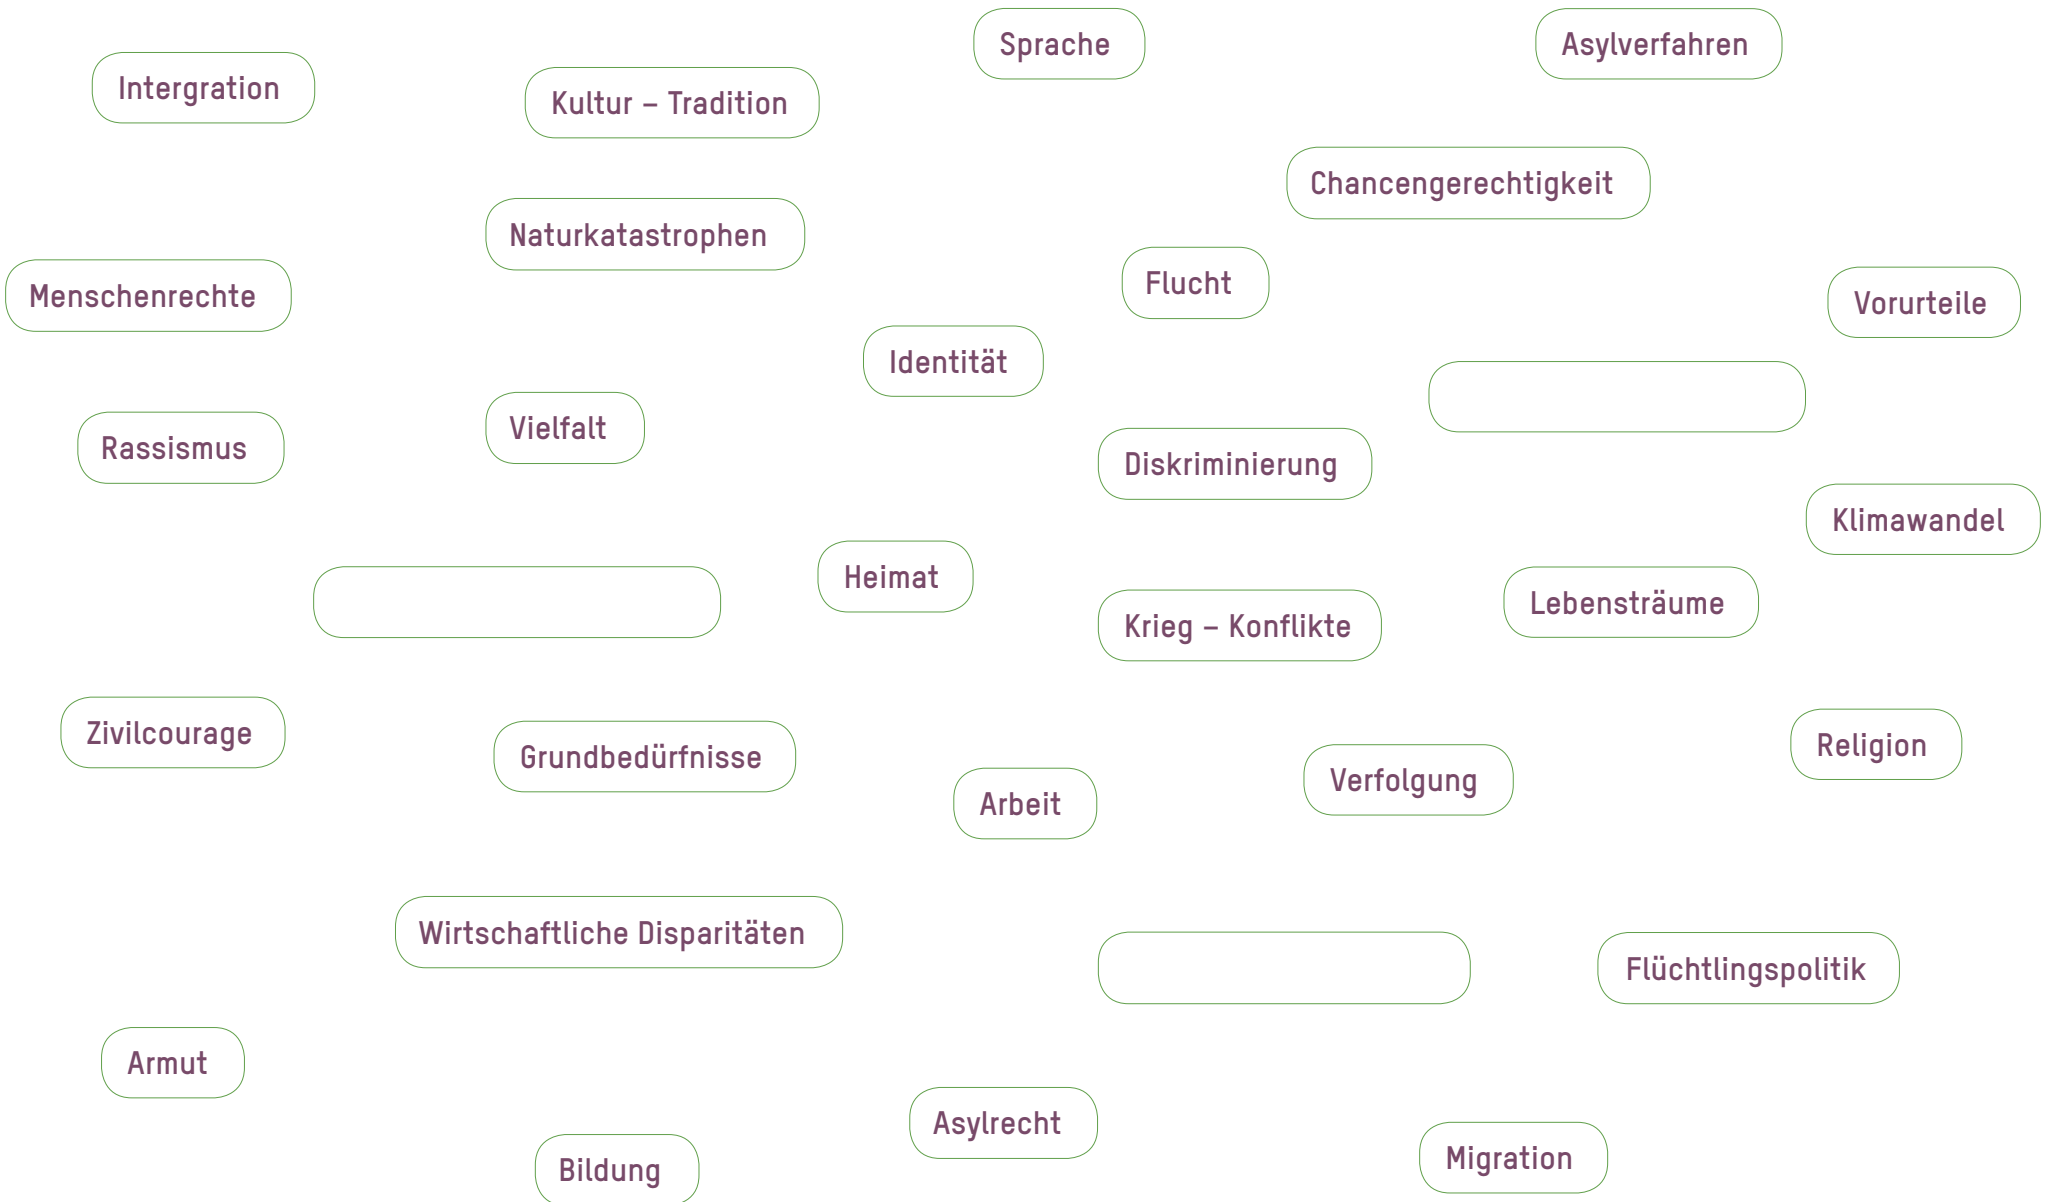 Sprache
Asylverfahren
Intergration
Kultur – Tradition
Chancengerechtigkeit
Naturkatastrophen
Flucht
Menschenrechte
Vorurteile
Identität
Vielfalt
Rassismus
Diskriminierung
Klimawandel
Heimat
Lebensträume
Krieg – Konflikte
Zivilcourage
Religion
Grundbedürfnisse
Verfolgung
Arbeit
Wirtschaftliche Disparitäten
Flüchtlingspolitik
Armut
Asylrecht
Migration
Bildung